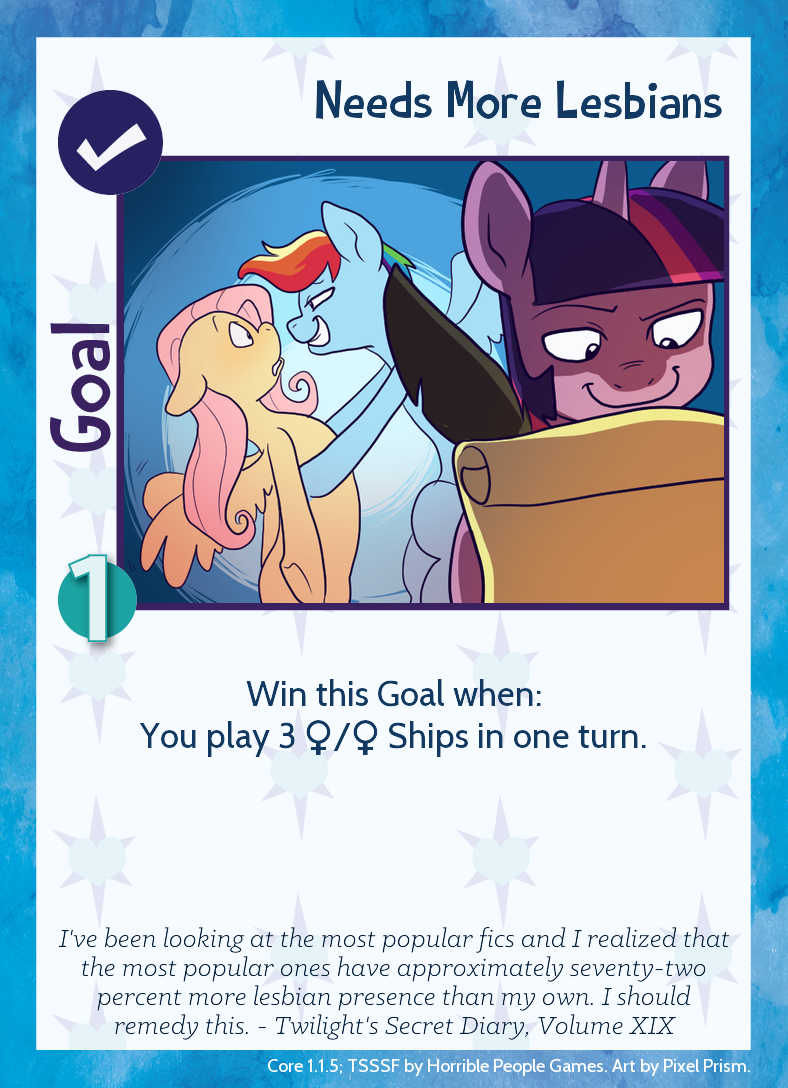 Needs More Lesbians
Goal
1
Win this Goal when:
You play 3 ♀/♀ Ships in one turn.
I've been looking at the most popular fics and I realized that
the most popular ones have approximately seventy-two
percent more lesbian presence than my own. I should
remedy this. - Twilight's Secret Diary, Volume XIX
Core 1.1.5; TSSSF by Horrible People Games. Art by Pixel Prism.